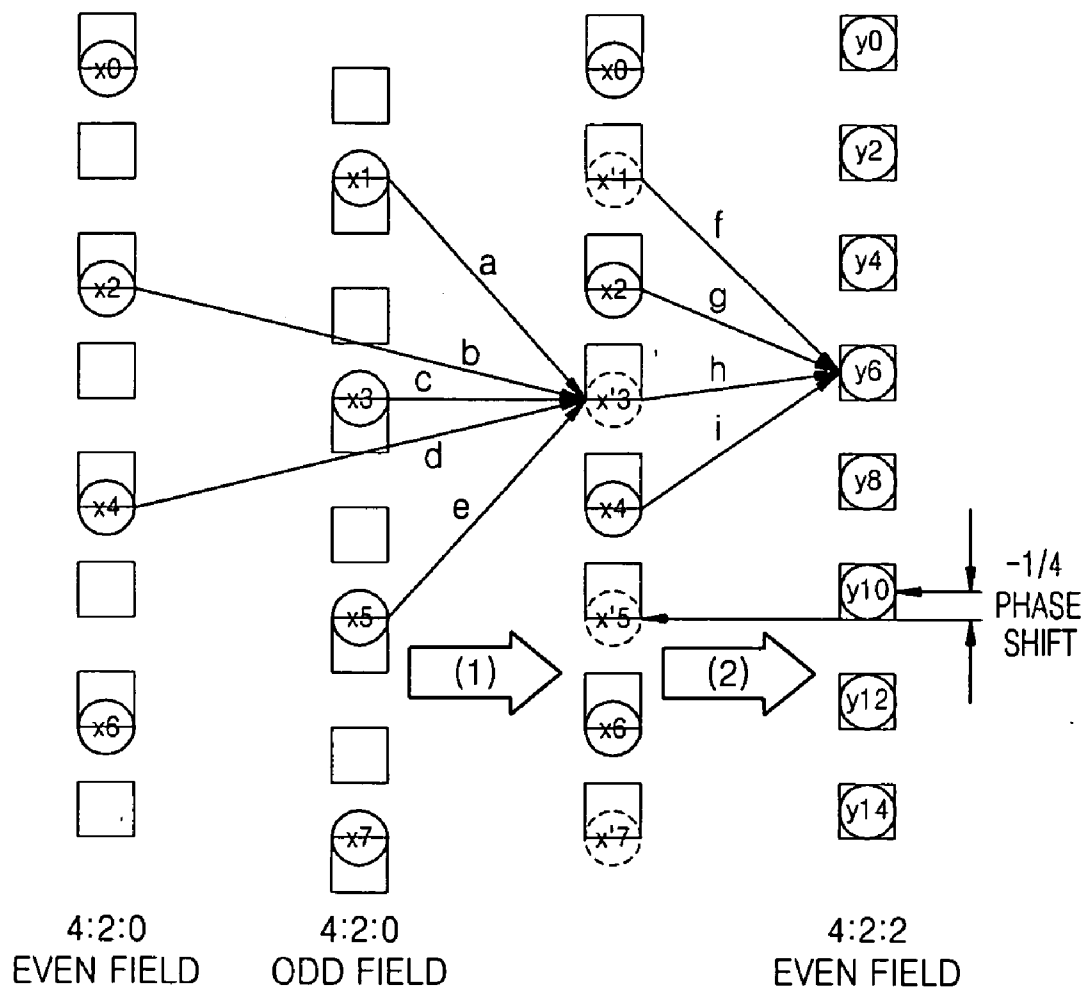 x0
x2
x4
x6
4:2:0
EVEN FIELD
x1
x3
x5
x7
4:2:0
ODD FIELD
a
b
c
d
e
(1)
x0
x'1
x2
x'3
x4
x'5
x6
x'7
f
g
h
i
(2)
y0
y2
y4
y6
y8
y10
y12
y14
4:2:2
EVEN FIELD
-1/4
PHASE
SHIFT